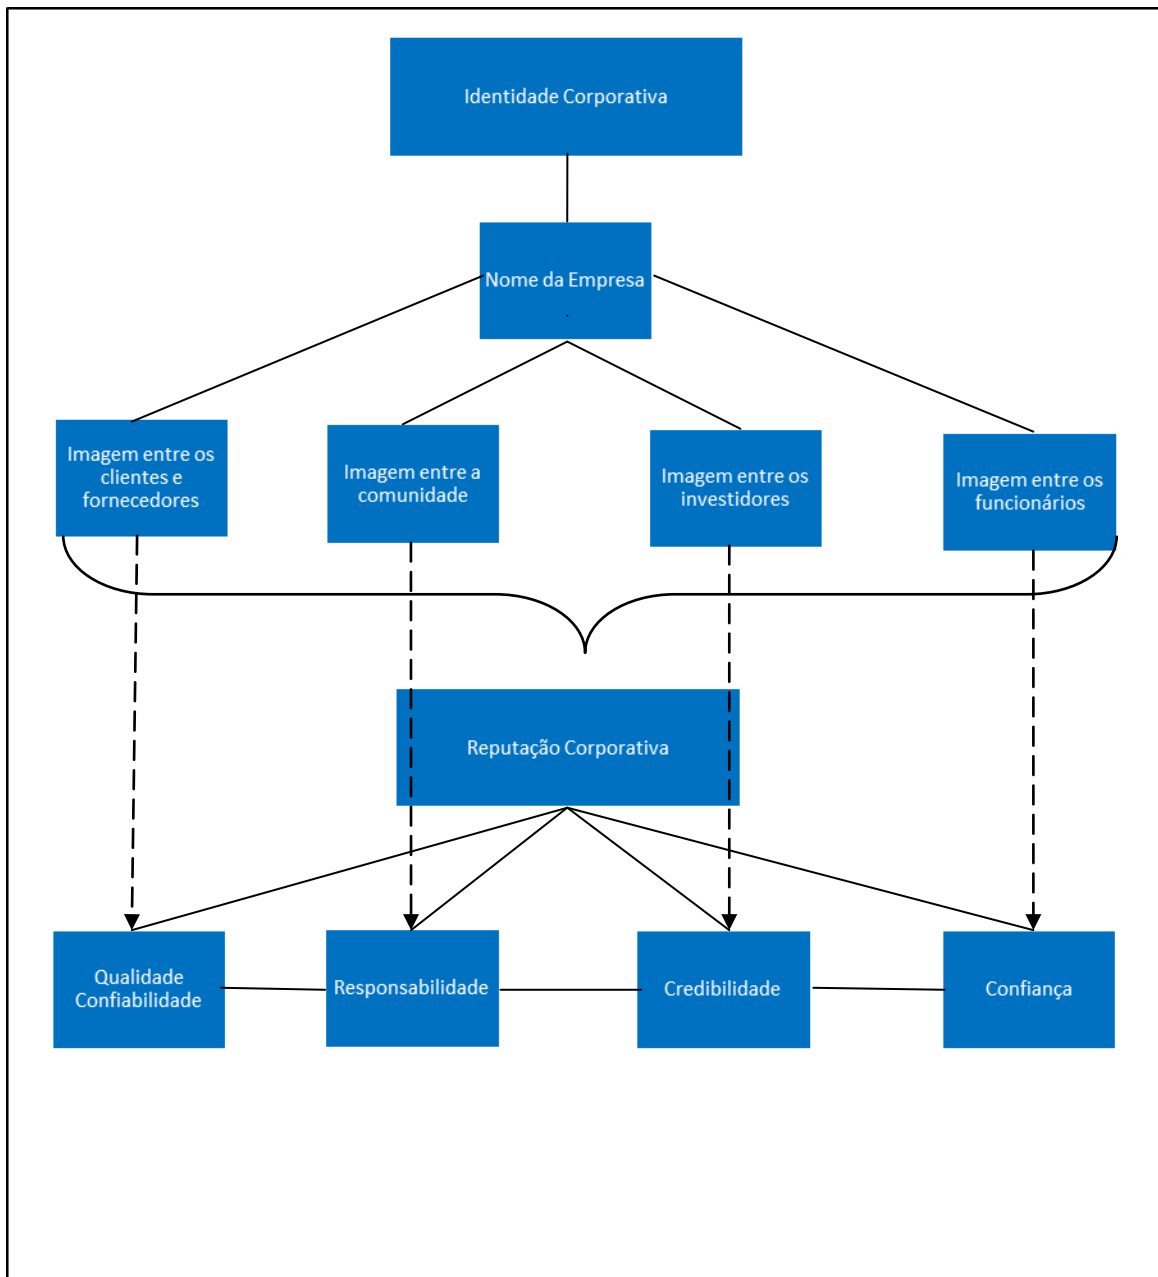 Identidade Corporativa
Nome da Empresa
.
Imagem entre os
clientes e
fornecedores
Imagem entre a
comunidade
Imagem entre os
investidores
Imagem entre os
funcionários
Reputação Corporativa
Qualidade
Confiabilidade
Responsabilidade
Credibilidade
Confiança